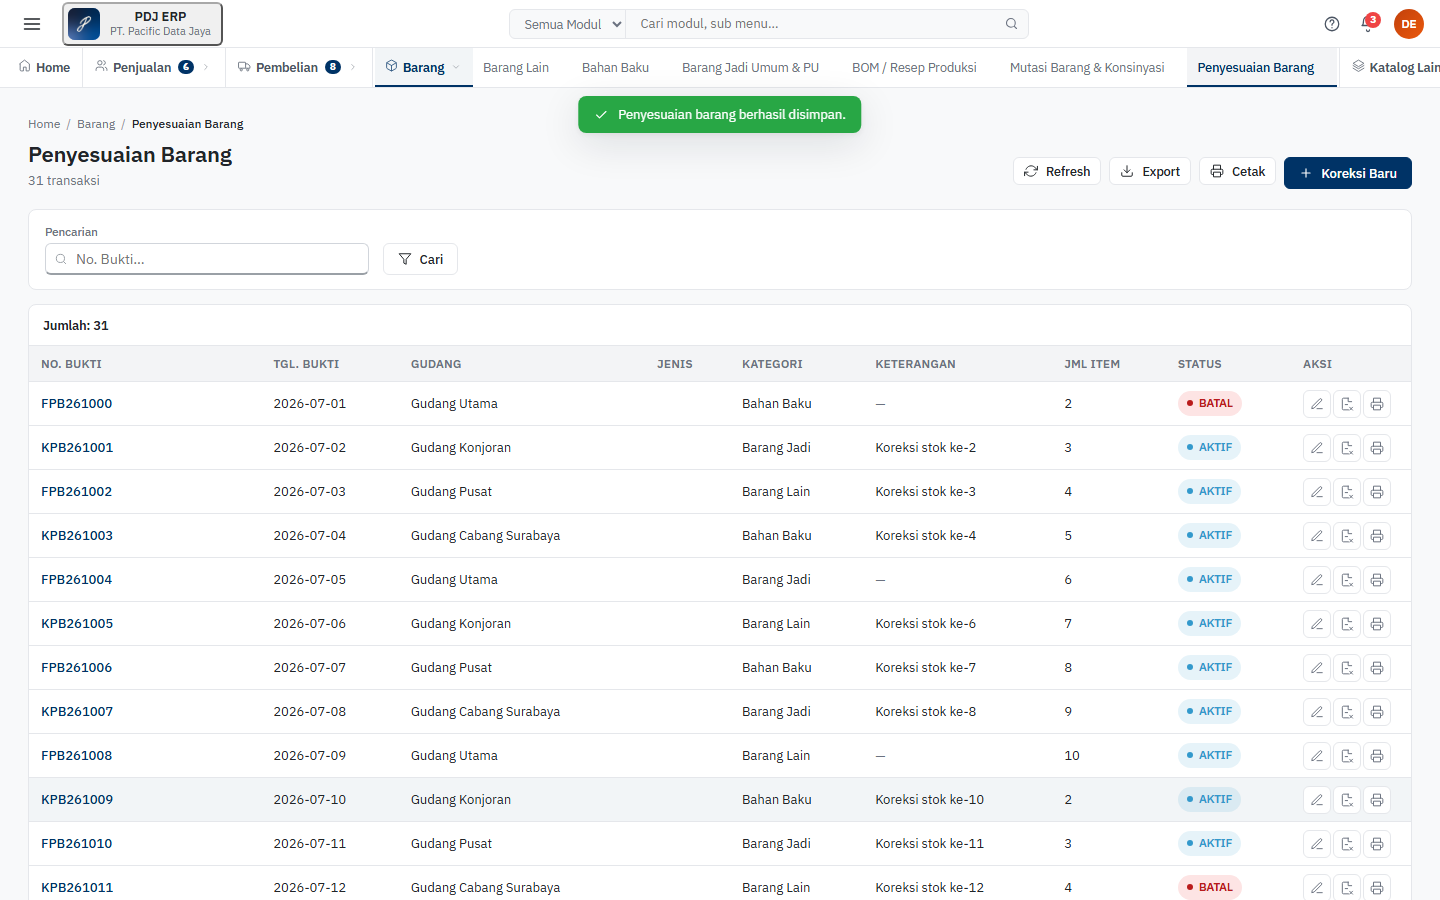 PDJ ERP
PT. Pacific Data Jaya
Semua Modul
Cari modul, sub menu...
3
DE
Home
Penjualan 6
Pembelian 8
Barang
Barang Lain
Bahan Baku
Barang Jadi Umum & PU
BOM / Resep Produksi
Mutasi Barang & Konsinyasi
Penyesuaian Barang
Katalog Lain
Penyesuaian barang berhasil disimpan.
Home / Barang / Penyesuaian Barang
Penyesuaian Barang
31 transaksi
Refresh
Export
Cetak
Koreksi Baru
Pencarian
No. Bukti...
Cari
Jumlah: 31
NO. BUKTI TGL. BUKTI GUDANG JENIS KATEGORI KETERANGAN JML ITEM STATUS AKSI
FPB261000 2026-07-01 Gudang Utama Bahan Baku — 2 BATAL
KPB261001 2026-07-02 Gudang Konjoran Barang Jadi Koreksi stok ke-2 3 AKTIF
FPB261002 2026-07-03 Gudang Pusat Barang Lain Koreksi stok ke-3 4 AKTIF
KPB261003 2026-07-04 Gudang Cabang Surabaya Bahan Baku Koreksi stok ke-4 5 AKTIF
FPB261004 2026-07-05 Gudang Utama Barang Jadi — 6 AKTIF
KPB261005 2026-07-06 Gudang Konjoran Barang Lain Koreksi stok ke-6 7 AKTIF
FPB261006 2026-07-07 Gudang Pusat Bahan Baku Koreksi stok ke-7 8 AKTIF
KPB261007 2026-07-08 Gudang Cabang Surabaya Barang Jadi Koreksi stok ke-8 9 AKTIF
FPB261008 2026-07-09 Gudang Utama Barang Lain — 10 AKTIF
KPB261009 2026-07-10 Gudang Konjoran Bahan Baku Koreksi stok ke-10 2 AKTIF
FPB261010 2026-07-11 Gudang Pusat Barang Jadi Koreksi stok ke-11 3 AKTIF
KPB261011 2026-07-12 Gudang Cabang Surabaya Barang Lain Koreksi stok ke-12 4 BATAL